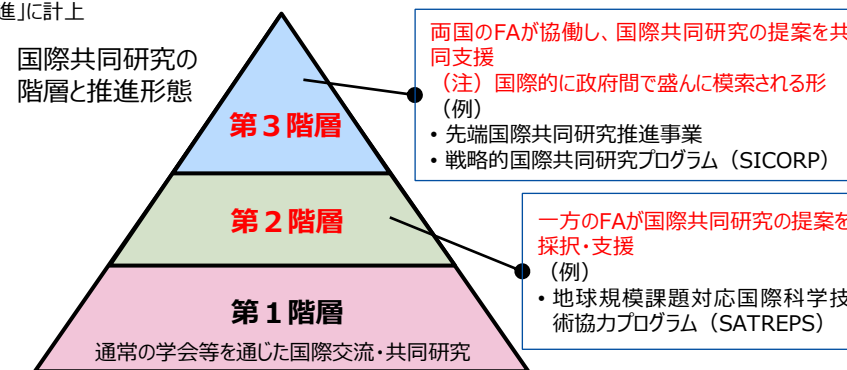 進」に計上
国際共同研究の
階層と推進形態
両国のFAが協働し、国際共同研究の提案を共
同支援
（注）国際的に政府間で盛んに模索される形
（例）
• 先端国際共同研究推進事業
• 戦略的国際共同研究プログラム（SICORP）
第３階層
第２階層
一方のFAが国際共同研究の提案を
採択・支援
（例）
• 地球規模課題対応国際科学技
術協力プログラム（SATREPS）
第１階層
通常の学会等を通じた国際交流・共同研究